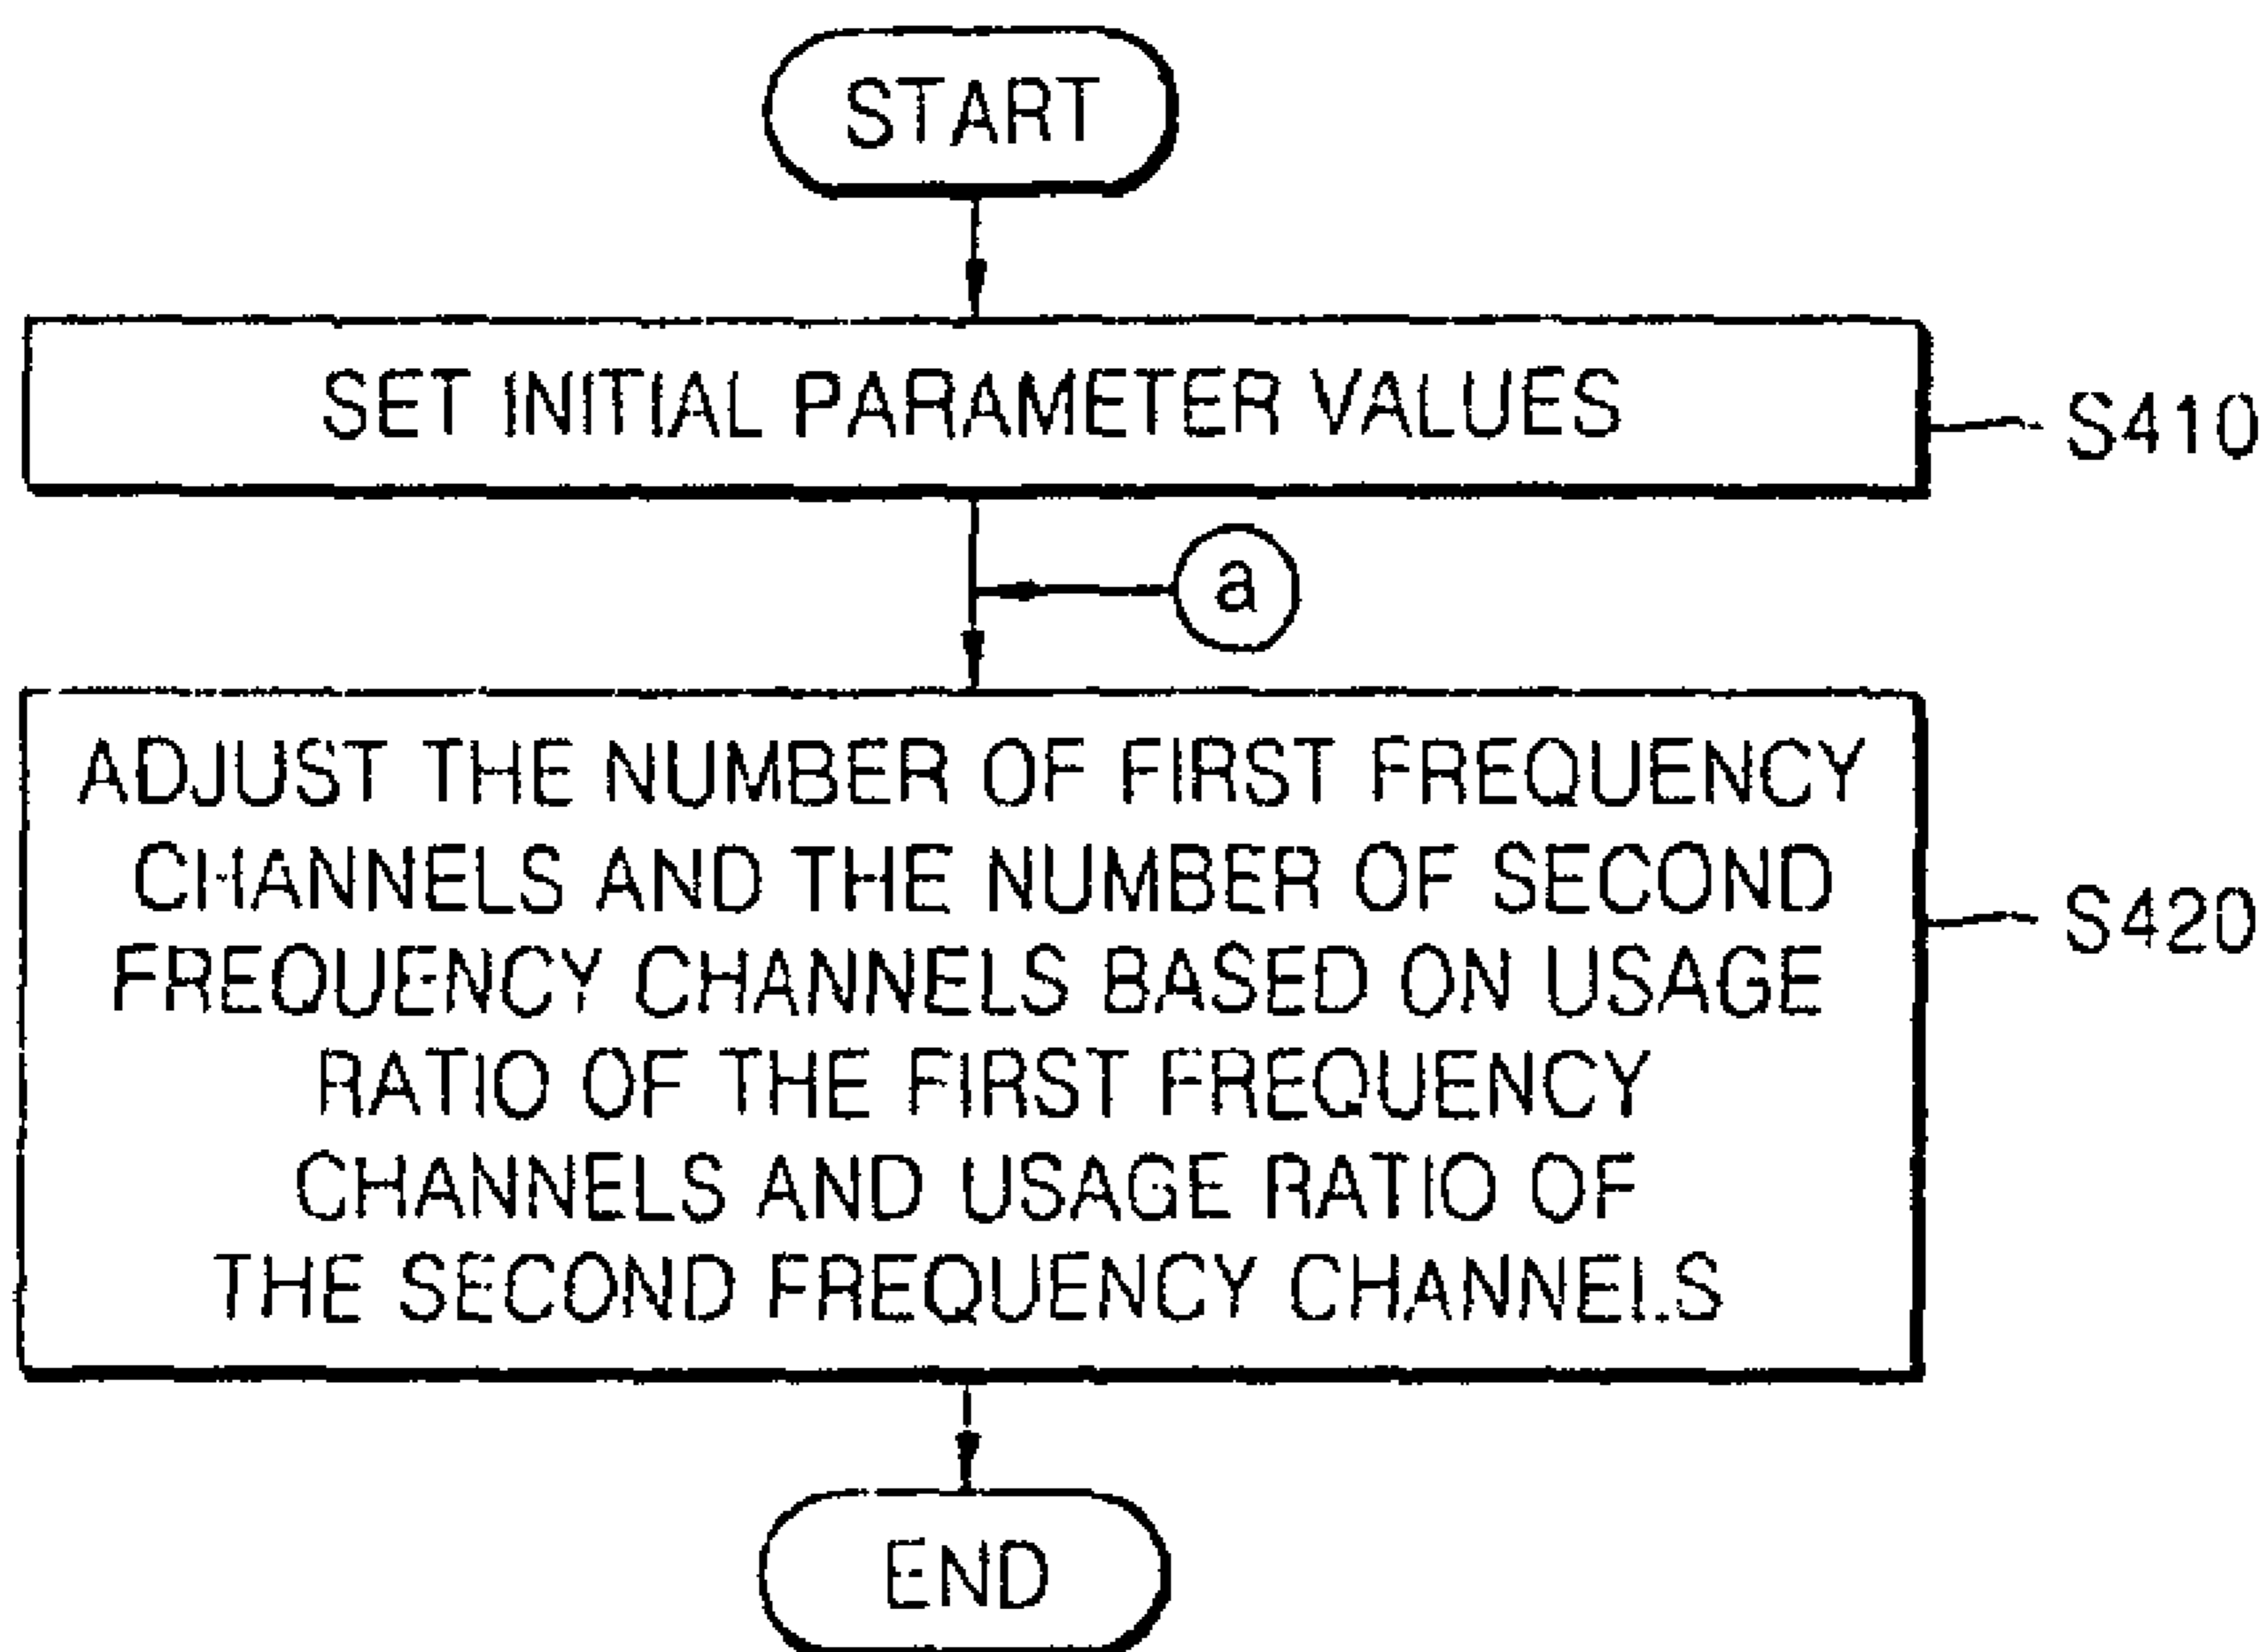 START
SET INITIAL PARAMETER VALUES
S410
a
ADJUST THE NUMBER OF FIRST FREQUENCY
CHANNELS AND THE NUMBER OF SECOND
FREQUENCY CHANNELS BASED ON USAGE
RATIO OF THE FIRST FREQUENCY
CHANNELS AND USAGE RATIO OF
THE SECOND FREQUENCY CHANNELS
S420
END